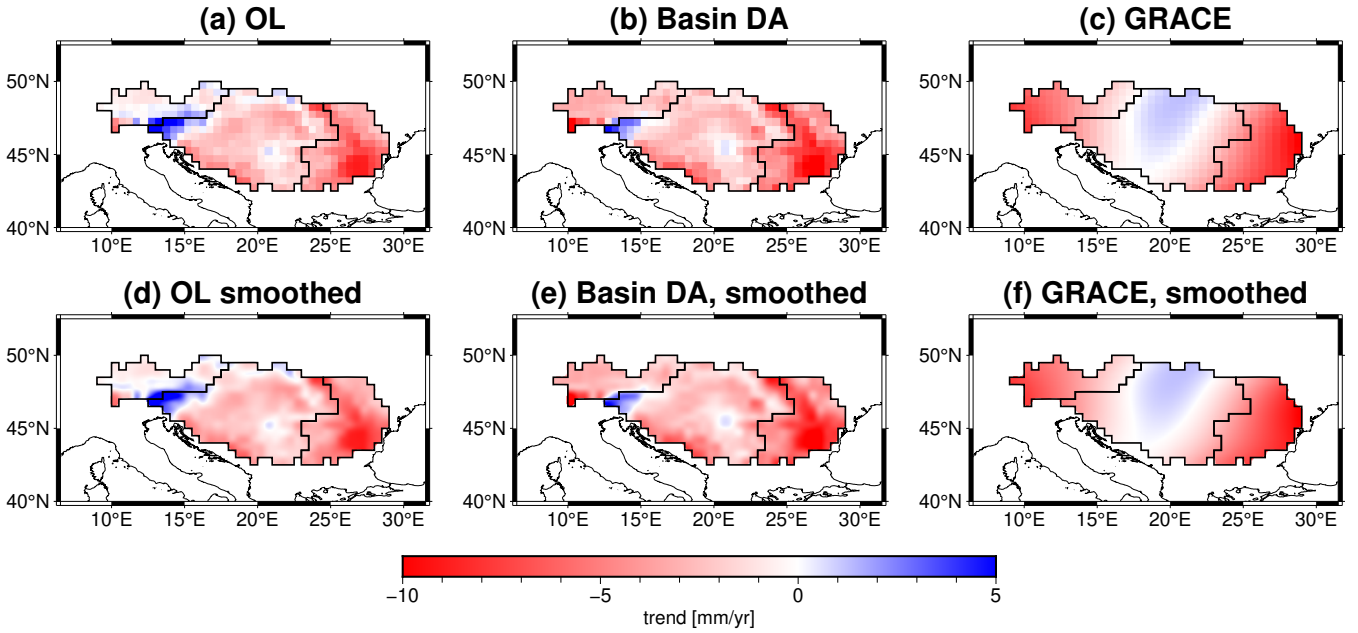 (a) OL
(b) Basin DA
(c) GRACE
50°N
45°N
40°N
10°E 15°E 20°E 25°E 30°E
50°N
45°N
40°N
10°E 15°E 20°E 25°E 30°E
50°N
45°N
40°N
10°E 15°E 20°E 25°E 30°E
(d) OL smoothed
(e) Basin DA, smoothed
(f) GRACE, smoothed
50°N
45°N
40°N
10°E 15°E 20°E 25°E 30°E
50°N
45°N
40°N
10°E 15°E 20°E 25°E 30°E
50°N
45°N
40°N
10°E 15°E 20°E 25°E 30°E
−10 −5 0 5
trend [mm/yr]